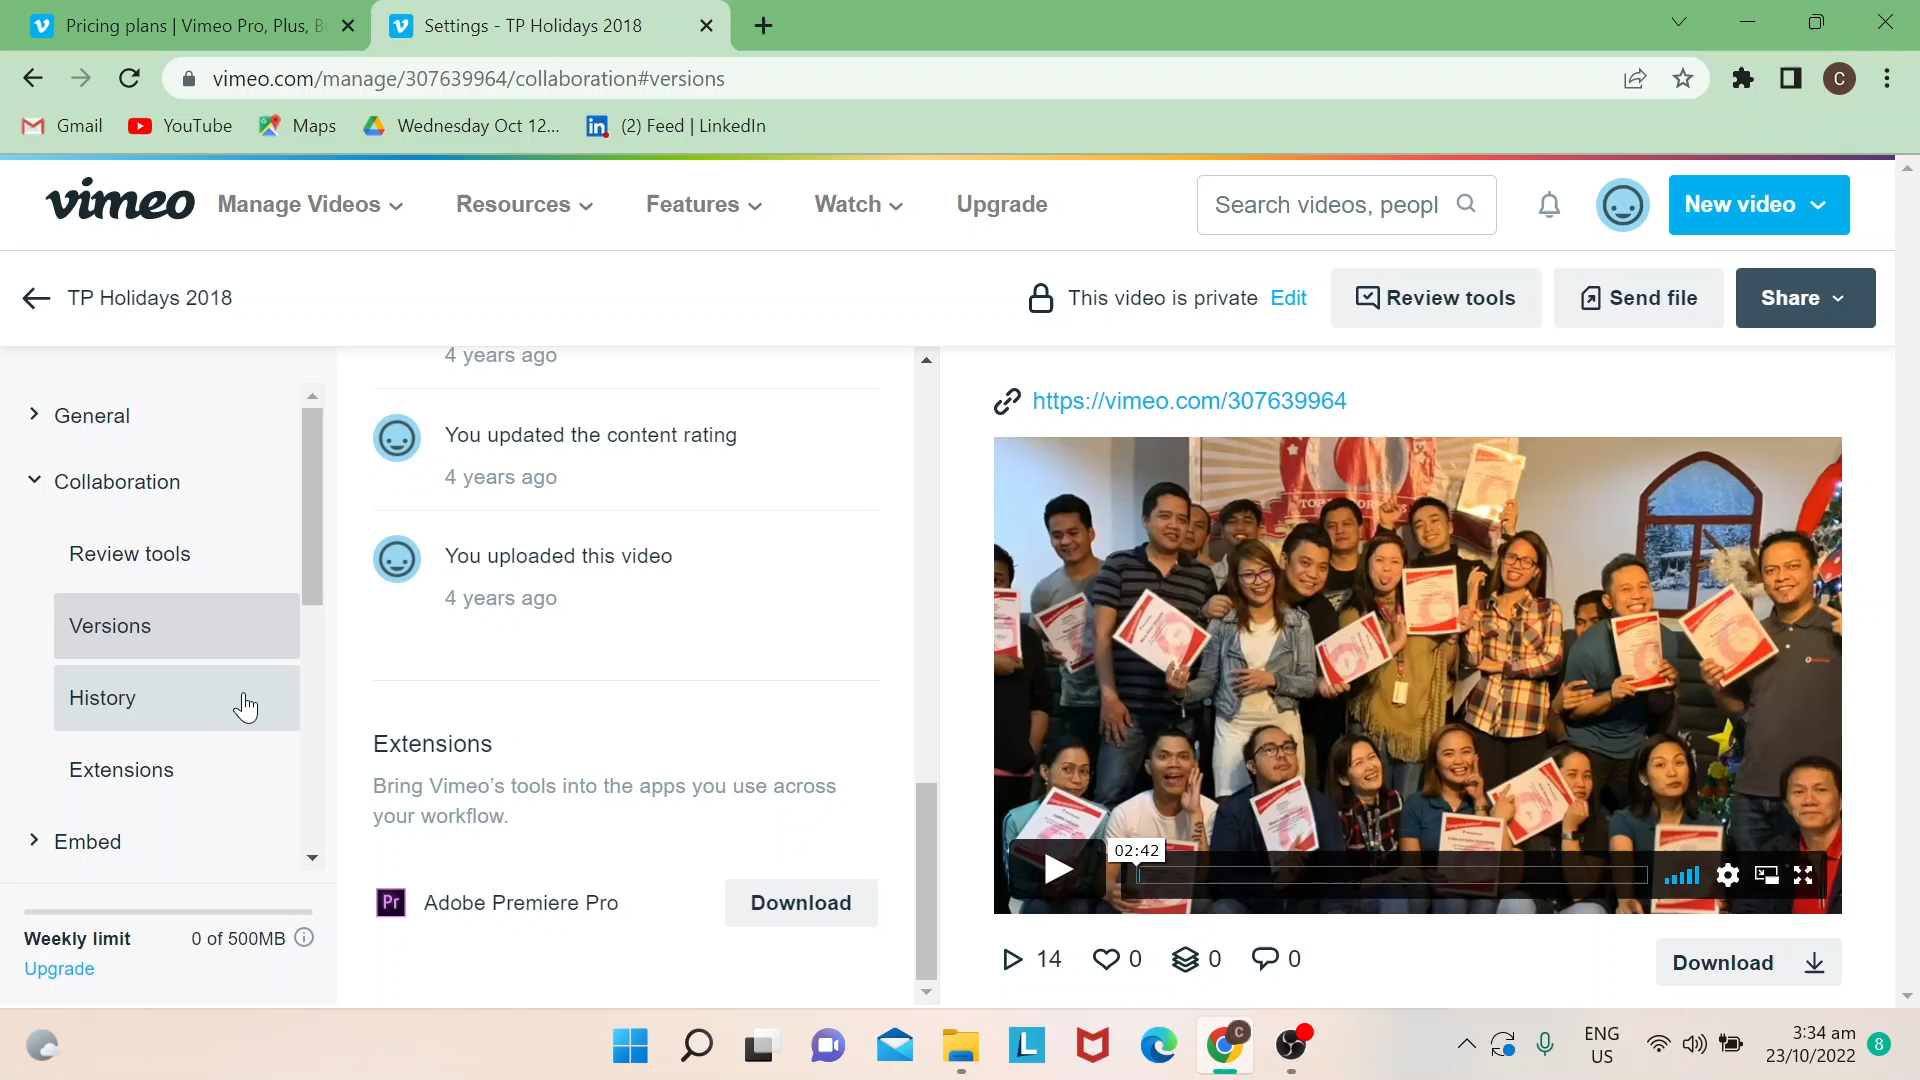 Pricing plans | Vimeo Pro, Plus, B
Settings - TP Holidays 2018
vimeo.com/manage/307639964/collaboration#versions
C
Gmail
YouTube
Maps
Wednesday Oct 12...
(2) Feed | LinkedIn
vimeo
Manage Videos
Resources
Features
Watch
Upgrade
Search videos, peopl
New video
TP Holidays 2018
This video is private Edit
Review tools
Send file
Share
General
Collaboration
Review tools
Versions
History
Extensions
Embed
Weekly limit
0 of 500MB
Upgrade
4 years ago
You updated the content rating
4 years ago
You uploaded this video
4 years ago
Extensions
Bring Vimeo's tools into the apps you use across
your workflow.
Pr
Adobe Premiere Pro
Download
https://vimeo.com/307639964
02:42
14
0
0
0
Download
ENG
US
3:34 am
23/10/2022
8